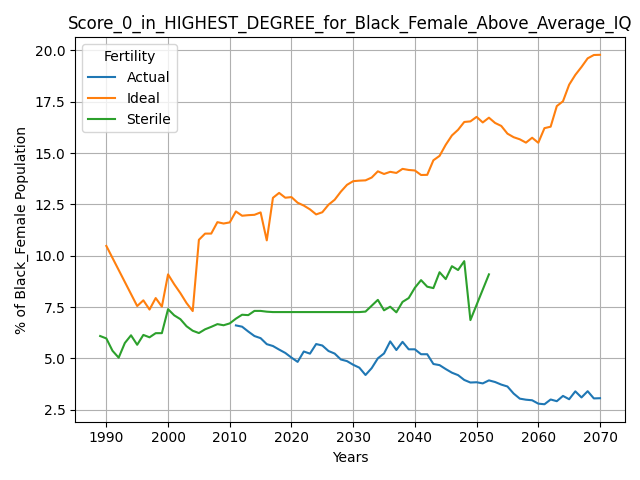 Score_0_in_HIGHEST_DEGREE_for_Black_Female_Above_Average_IQ
Fertility
Actual
Ideal
Sterile
% of Black_Female Population
20.0
17.5
15.0
12.5
10.0
7.5
5.0
2.5
1990 2000 2010 2020 2030 2040 2050 2060 2070
Years